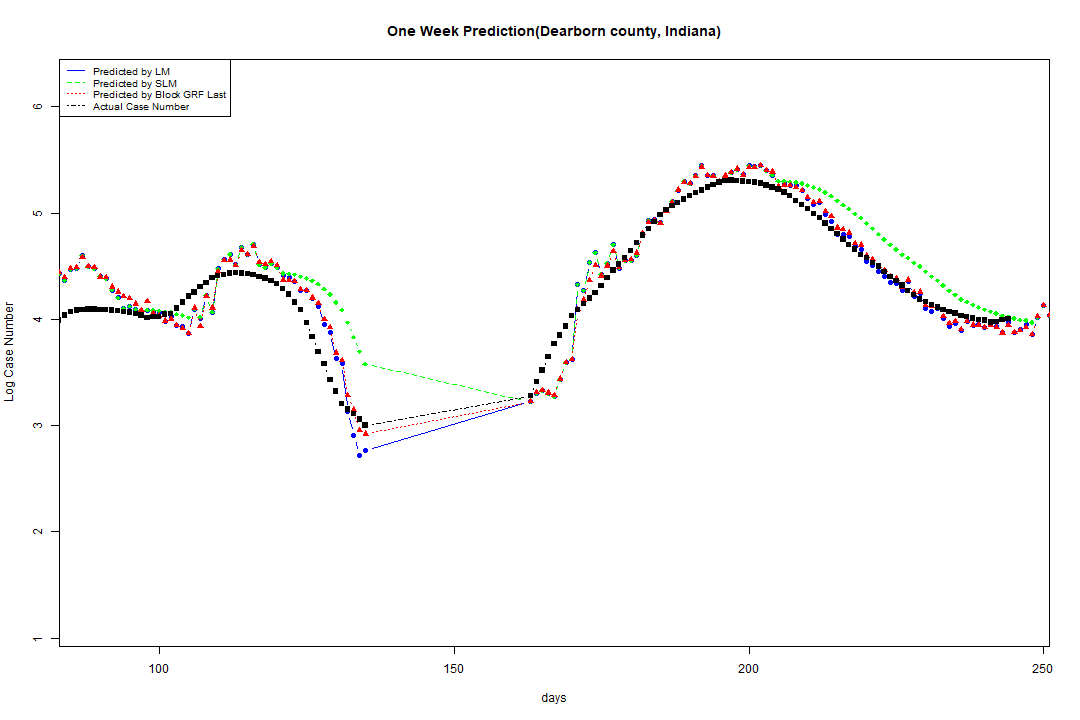 One Week Prediction(Dearborn county, Indiana)
Predicted by LM
Predicted by SLM
Predicted by Block GRF Last
Actual Case Number
6
5
4
3
2
1
Log Case Number
100 150 200 250
days